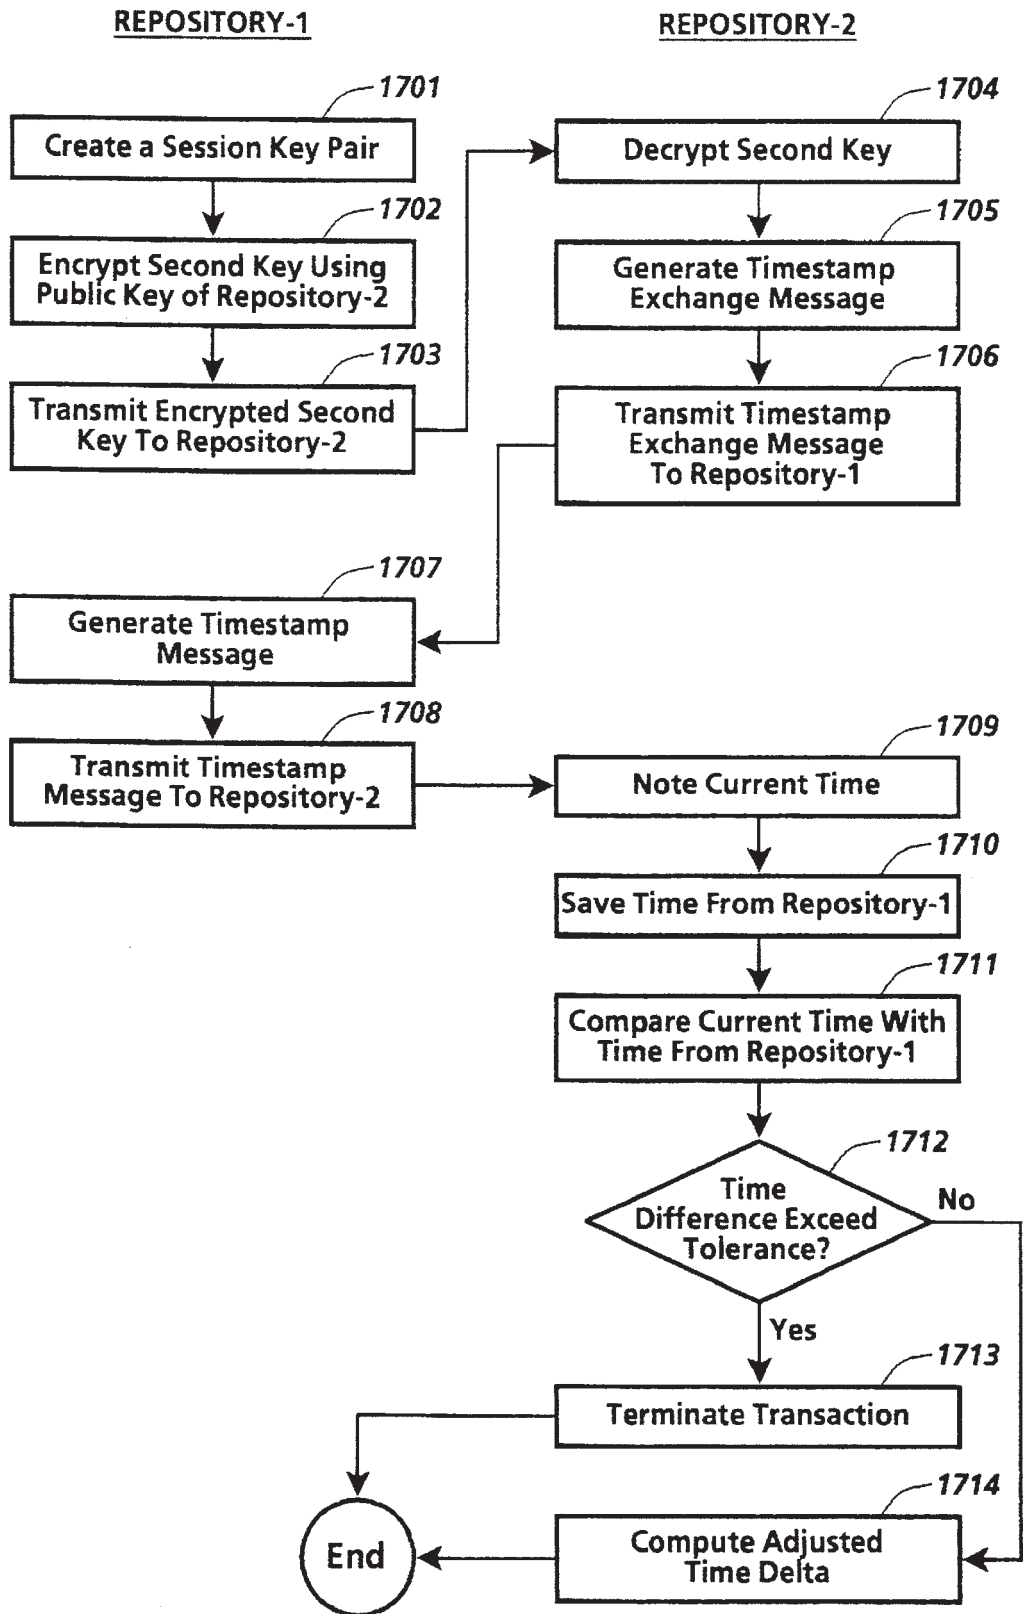 REPOSITORY-1
REPOSITORY-2
1701
Create a Session Key Pair
1702
Encrypt Second Key Using
Public Key of Repository-2
1703
Transmit Encrypted Second
Key To Repository-2
1704
Decrypt Second Key
1705
Generate Timestamp
Exchange Message
1706
Transmit Timestamp
Exchange Message
To Repository-1
1707
Generate Timestamp
Message
1708
Transmit Timestamp
Message To Repository-2
1709
Note Current Time
1710
Save Time From Repository-1
1711
Compare Current Time With
Time From Repository-1
1712
Time
Difference Exceed
Tolerance?
No
Yes
1713
Terminate Transaction
1714
Compute Adjusted
Time Delta
End